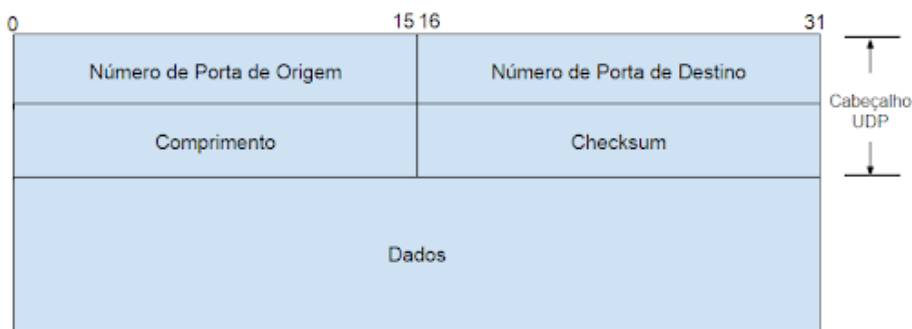 0 15 16 31
Número de Porta de Origem Número de Porta de Destino
Cabeçalho
UDP
Comprimento Checksum
Dados